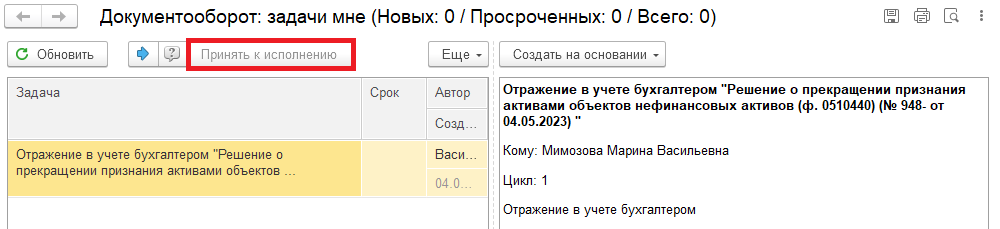 Документооборот: задачи мне (Новых: 0 / Просроченных: 0 / Всего: 0)
Обновить
?
Принять к исполнению
Еще
Создать на основании
Задача
Срок
Автор
Созд...
Отражение в учете бухгалтером "Решение о
прекращении признания активами объектов ...
Васи...
04.0...
Отражение в учете бухгалтером "Решение о прекращении признания
активами объектов нефинансовых активов (ф. 0510440) (№ 948- от
04.05.2023) "
Кому: Мимозова Марина Васильевна
Цикл: 1
Отражение в учете бухгалтером